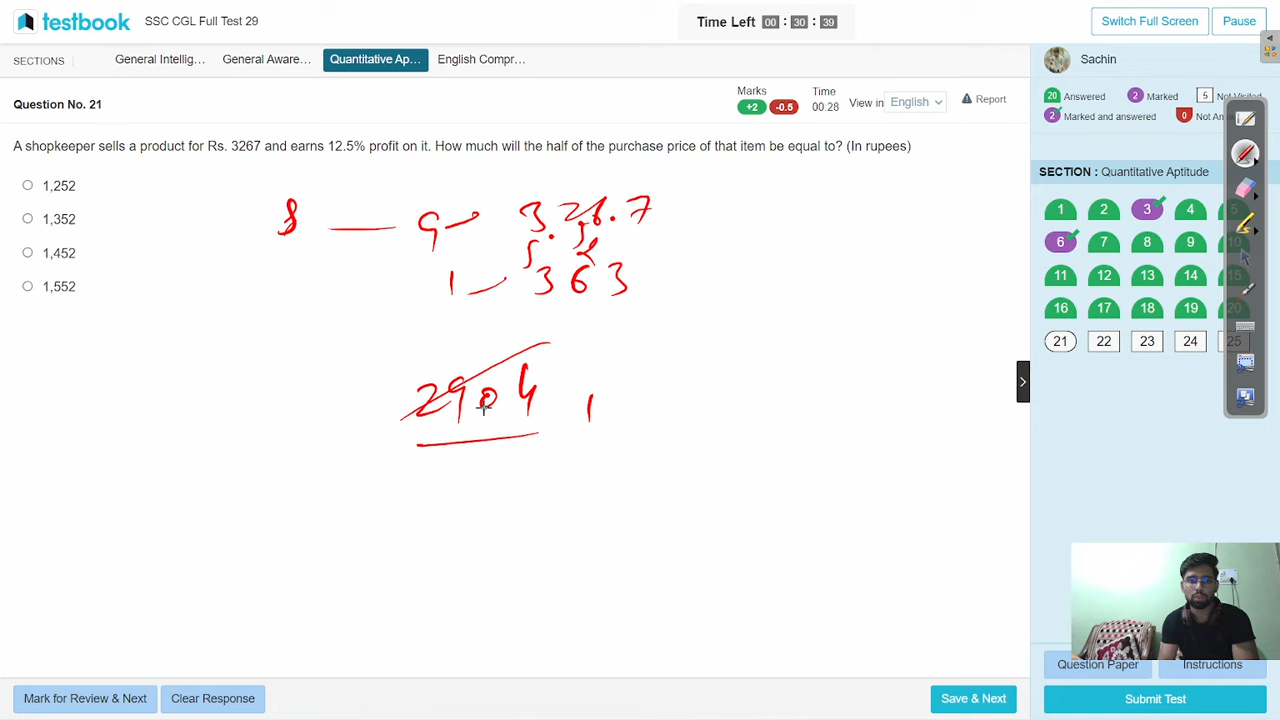 testbook
SSC CGL Full Test 29
Time Left 00 : 30 : 39
Switch Full Screen
Pause
SECTIONS
General Intellig...
General Aware...
Quantitative Ap...
English Compr...
Sachin
Question No. 21
Marks
+2 -0.5
Time
00:28
View in English
Report
20 Answered
2 Marked
5
2 Marked and answered
0
A shopkeeper sells a product for Rs. 3267 and earns 12.5% profit on it. How much will the half of the purchase price of that item be equal to? (In rupees)
1,252
1,352
1,452
1,552
8 — 9 3267
1 363
2904 1
SECTION : Quantitative Aptitude
1 2 3 4 5
6 7 8 9 10
11 12 13 14 15
16 17 18 19 20
21 22 23 24 25
Mark for Review & Next
Clear Response
Save & Next
Question Paper
Instructions
Submit Test